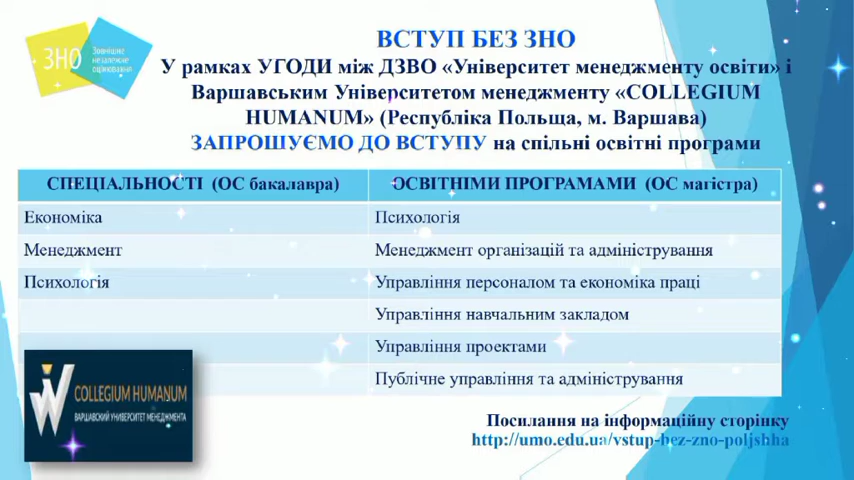 ЗНО
Зовнішнє
незалежне
оцінювання
ВСТУП БЕЗ ЗНО
У рамках УГОДИ між ДЗВО «Університет менеджменту освіти» і
Варшавським Університетом менеджменту «COLLEGIUM
HUMANUM» (Республіка Польща, м. Варшава)
ЗАПРОШУЄМО ДО ВСТУПУ на спільні освітні програми
СПЕЦІАЛЬНОСТІ (ОС бакалавра)
ОСВІТНІМИ ПРОГРАМАМИ (ОС магістра)
Економіка
Психологія
Менеджмент
Менеджмент організацій та адміністрування
Психологія
Управління персоналом та економіка праці
Управління навчальним закладом
Управління проектами
Публічне управління та адміністрування
COLLEGIUM HUMANUM
ВАРШАВСКИЙ УНИВЕРСИТЕТ МЕНЕДЖМЕНТА
Посилання на інформаційну сторінку
http://umo.edu.ua/vstup-bez-zno-poljshha